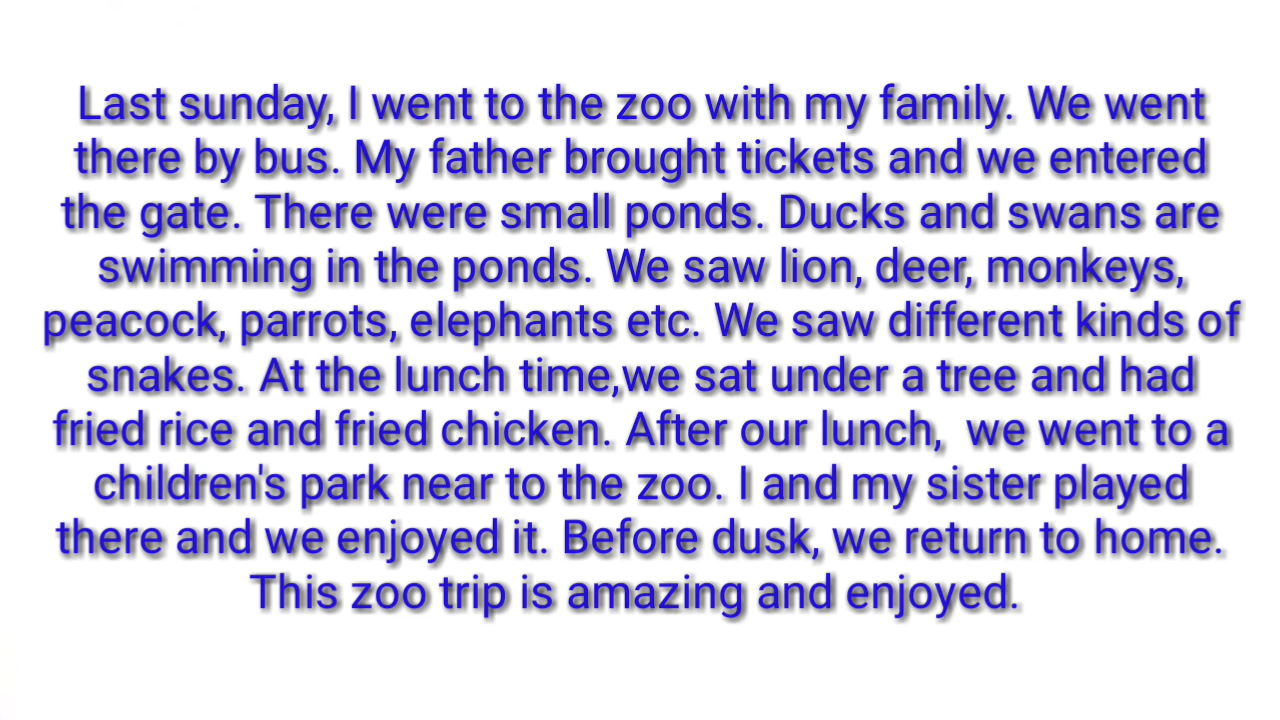 Last sunday, I went to the zoo with my family. We went
there by bus. My father brought tickets and we entered
the gate. There were small ponds. Ducks and swans are
swimming in the ponds. We saw lion, deer, monkeys,
peacock, parrots, elephants etc. We saw different kinds of
snakes. At the lunch time,we sat under a tree and had
fried rice and fried chicken. After our lunch,  we went to a
children's park near to the zoo. I and my sister played
there and we enjoyed it. Before dusk, we return to home.
This zoo trip is amazing and enjoyed.